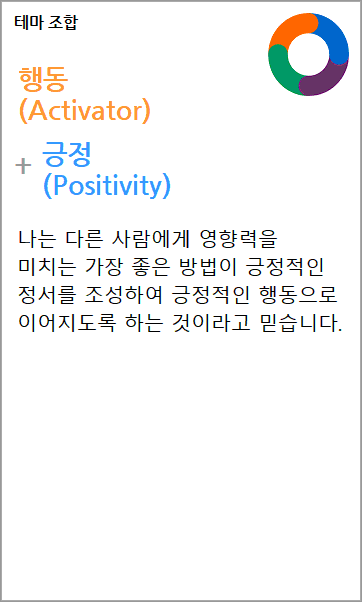 테마 조합
행동
(Activator)
+ 긍정
(Positivity)
나는 다른 사람에게 영향력을
미치는 가장 좋은 방법이 긍정적인
정서를 조성하여 긍정적인 행동으로
이어지도록 하는 것이라고 믿습니다.